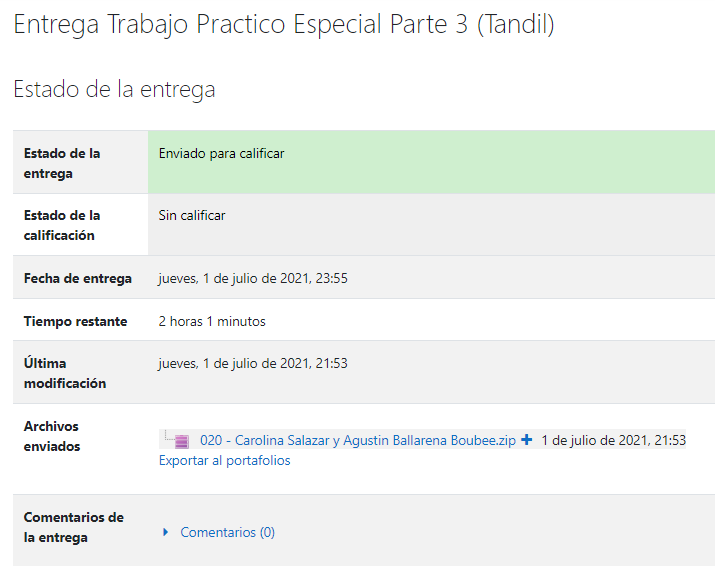 Entrega Trabajo Practico Especial Parte 3 (Tandil)
Estado de la entrega
Estado de la entrega
Enviado para calificar
Estado de la calificación
Sin calificar
Fecha de entrega
jueves, 1 de julio de 2021, 23:55
Tiempo restante
2 horas 1 minutos
Última modificación
jueves, 1 de julio de 2021, 21:53
Archivos enviados
020 - Carolina Salazar y Agustin Ballarena Boubee.zip + 1 de julio de 2021, 21:53
Exportar al portafolios
Comentarios de la entrega
Comentarios (0)